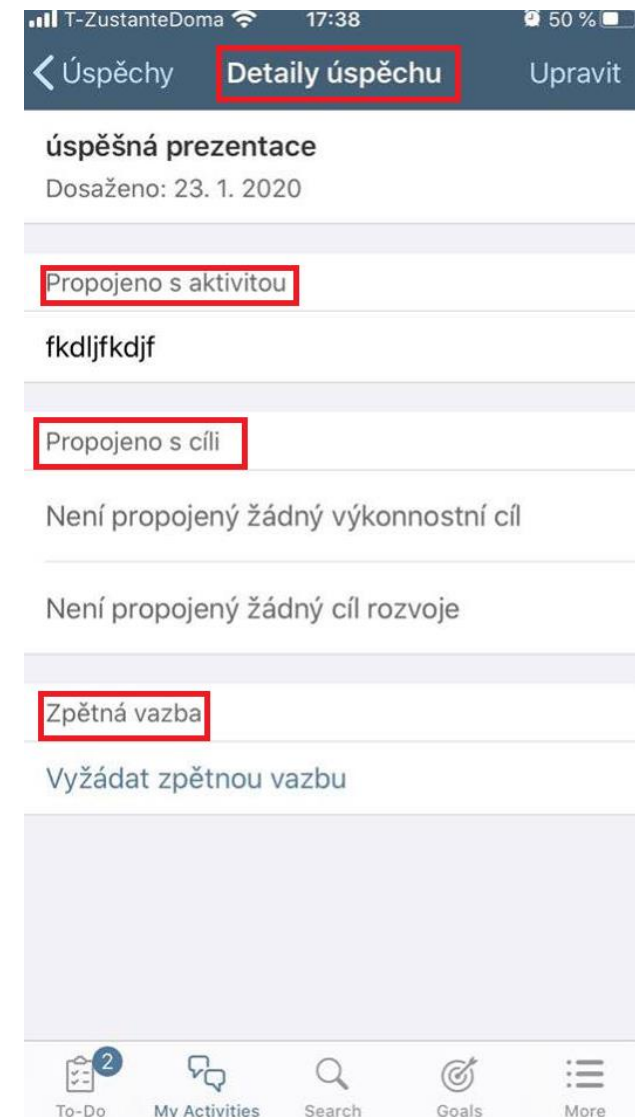 T-ZustanteDoma 17:38 50 %
Úspěchy Detaily úspěchu Upravit
úspěšná prezentace
Dosaženo: 23. 1. 2020
Propojeno s aktivitou
fkdljfkdjf
Propojeno s cíli
Není propojený žádný výkonnostní cíl
Není propojený žádný cíl rozvoje
Zpětná vazba
Vyžádat zpětnou vazbu
2
To-Do My Activities Search Goals More